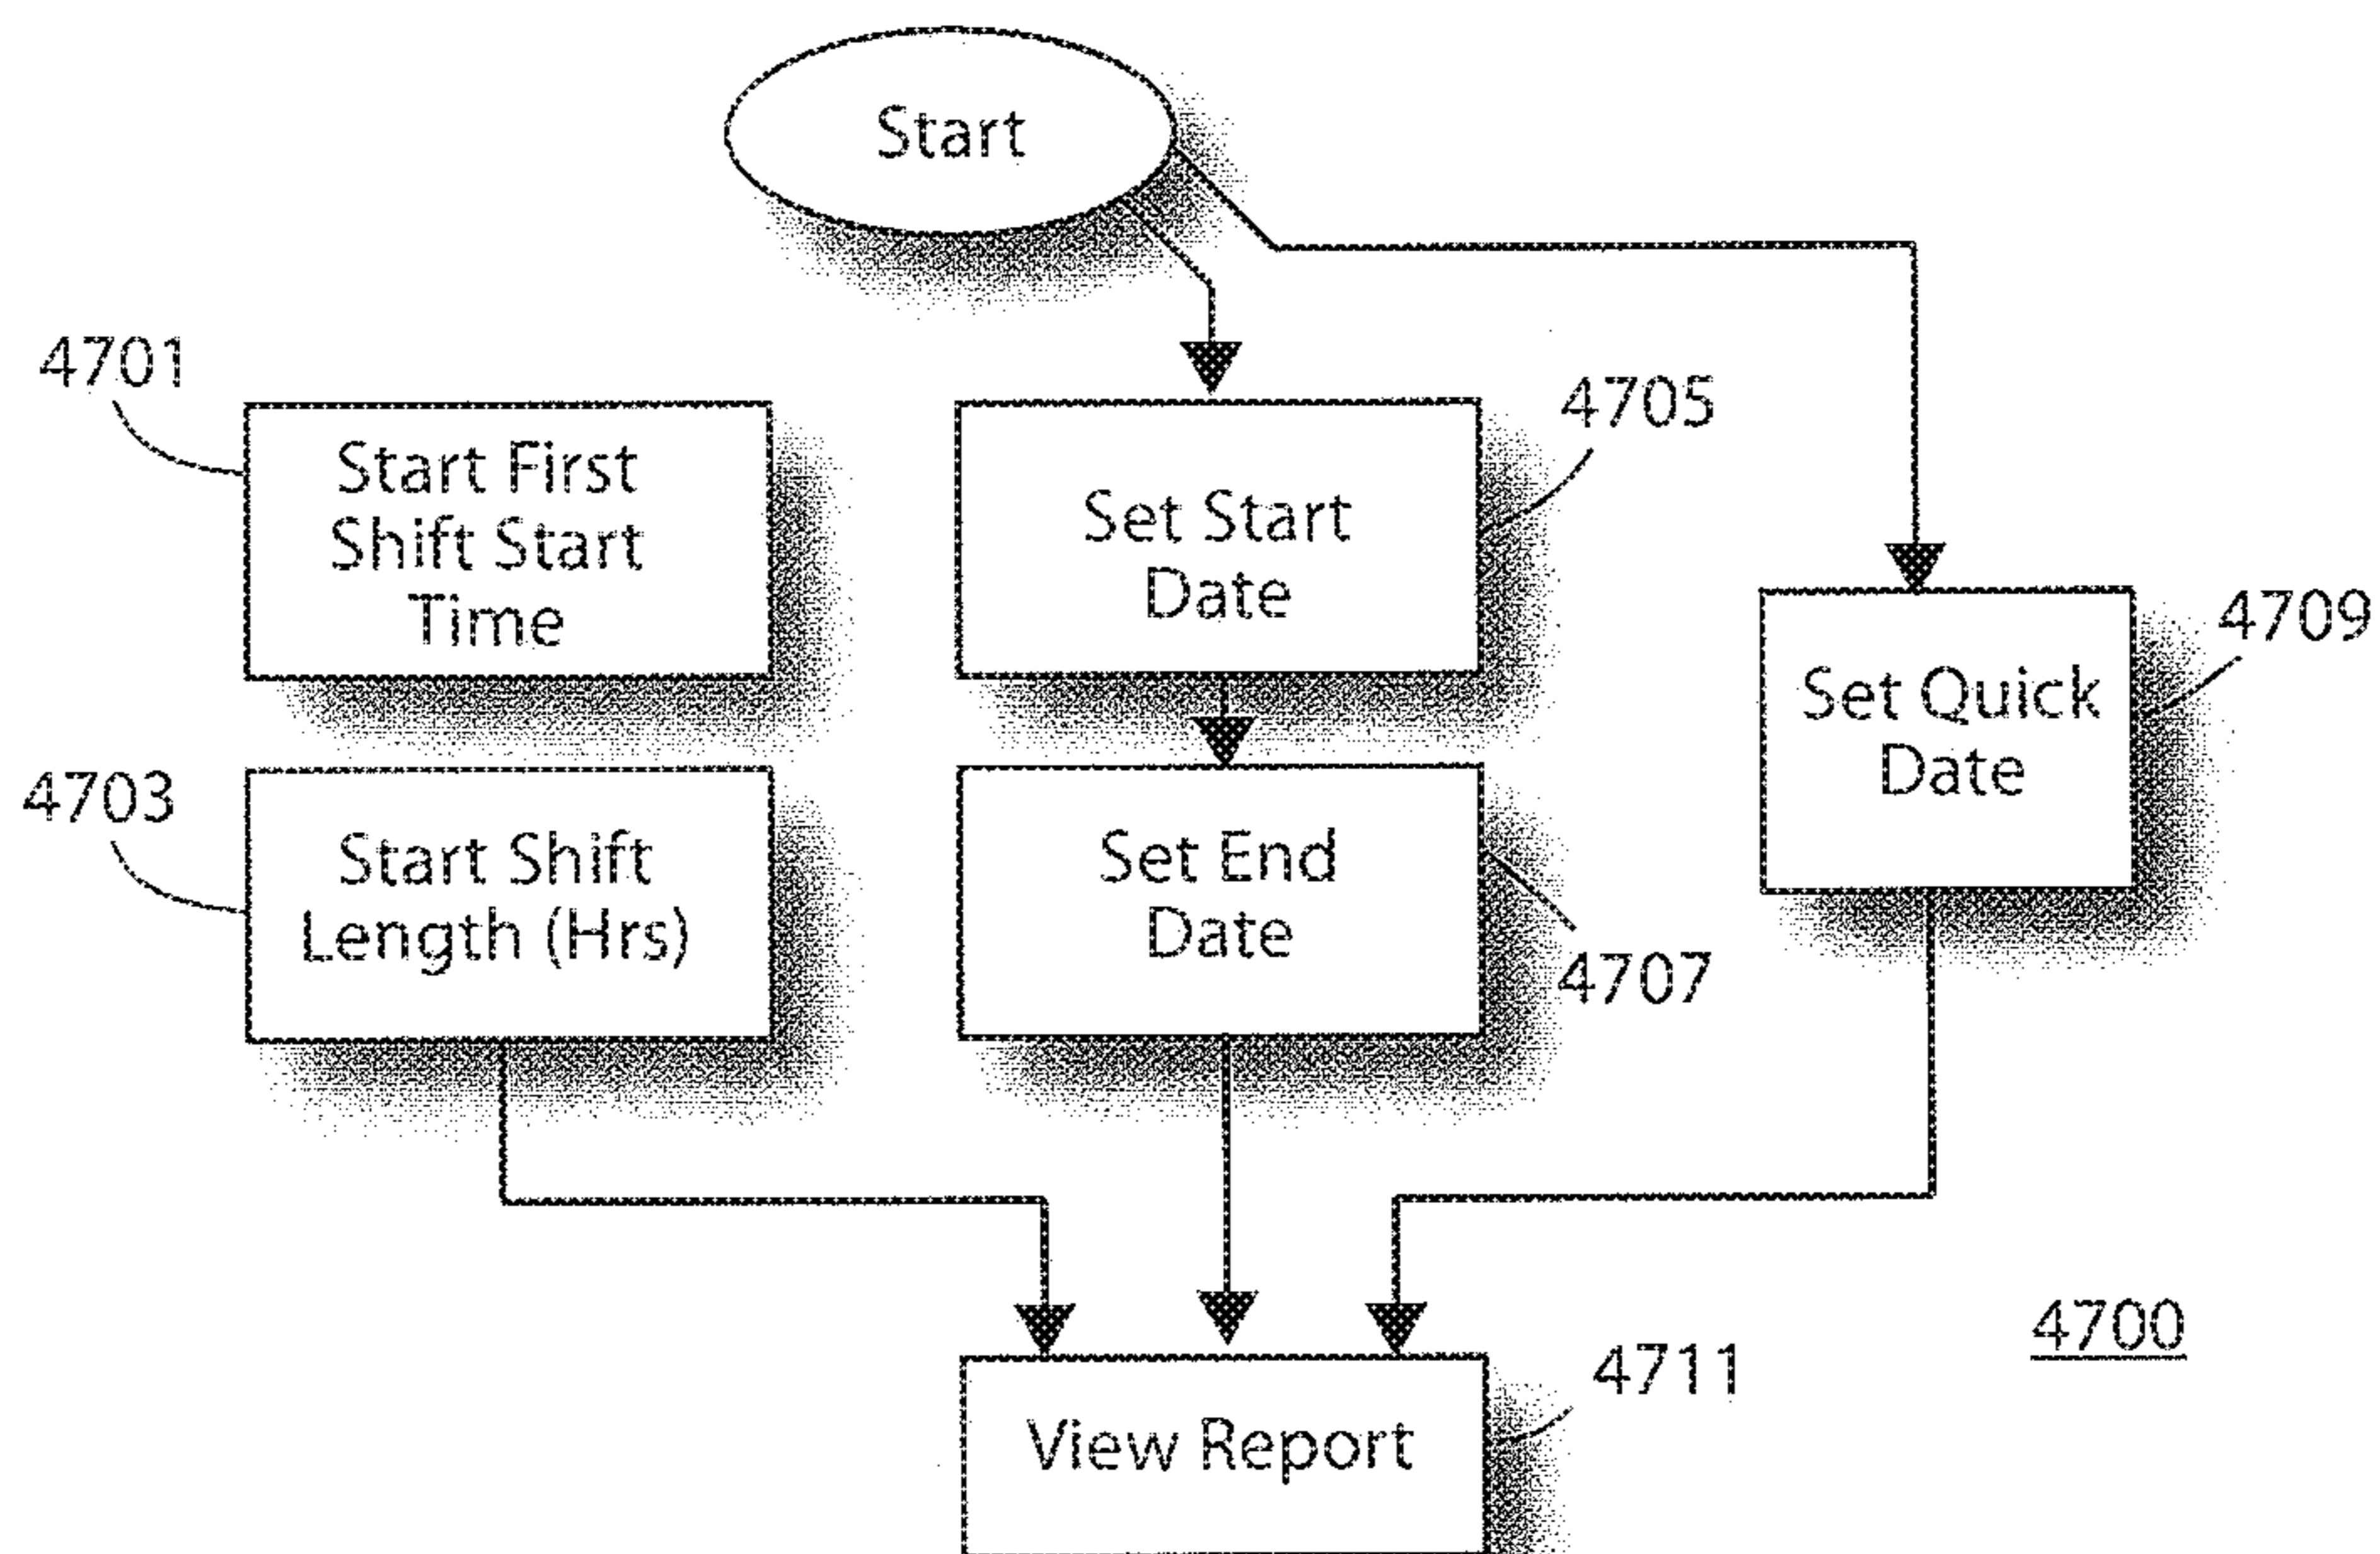 Start
4701
Start First
Shift Start
Time
4705
Set Start
Date
4709
Set Quick
Date
4703
Start Shift
Length (Hrs)
Set End
Date
4707
4700
4711
View Report